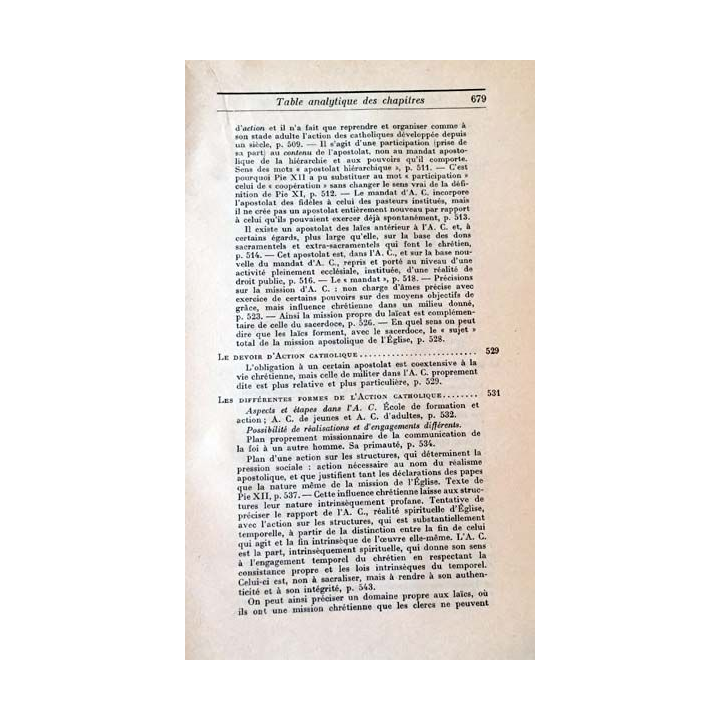 Table analytique des chapitres 679
d'action et il n'a fait que reprendre et organiser comme à
son stade adulte l'action des catholiques développée depuis
un siècle, p. 509. — Il s'agit d'une participation (prise de
sa part) au contenu de l'apostolat, non au mandat aposto-
lique de la hiérarchie et aux pouvoirs qu'il comporte.
Sens des mots « apostolat hiérarchique », p. 511. — C'est
pourquoi Pie XII a pu substituer au mot « participation »
celui de « coopération » sans changer le sens vrai de la défi-
nition de Pie XI, p. 512. — Le mandat d'A. C. incorpore
l'apostolat des fidèles à celui des pasteurs institués, mais
il ne crée pas un apostolat entièrement nouveau par rapport
à celui qu'ils pouvaient exercer déjà spontanément, p. 513.
Il existe un apostolat des laïcs antérieur à l'A. C. et, à
certains égards, plus large qu'elle, sur la base des dons
sacramentels et extra-sacramentels qui font le chrétien,
p. 514. — Cet apostolat est, dans l'A. C., et sur la base nou-
velle du mandat d'A. C., repris et porté au niveau d'une
activité pleinement ecclésiale, instituée, d'une réalité de
droit public, p. 516. — Le « mandat », p. 518. — Précisions
sur la mission d'A. C. : non charge d'âmes précise avec
exercice de certains pouvoirs sur des moyens objectifs de
grâce, mais influence chrétienne dans un milieu donné,
p. 523. — Ainsi la mission propre du laïcat est complémen-
taire de celle du sacerdoce, p. 526. — En quel sens on peut
dire que les laïcs forment, avec le sacerdoce, le « sujet »
total de la mission apostolique de l'Église, p. 528.
LE DEVOIR D'ACTION CATHOLIQUE........................... 529
L'obligation à un certain apostolat est coextensive à la
vie chrétienne, mais celle de militer dans l'A. C. proprement
dite est plus relative et plus particulière, p. 529.
LES DIFFÉRENTES FORMES DE L'ACTION CATHOLIQUE........ 531
Aspects et étapes dans l'A. C. École de formation et
action ; A. C. de jeunes et A. C. d'adultes, p. 532.
Possibilité de réalisations et d'engagements différents.
Plan proprement missionnaire de la communication de
la foi à un autre homme. Sa primauté, p. 534.
Plan d'une action sur les structures, qui déterminent la
pression sociale : action nécessaire au nom du réalisme
apostolique, et que justifient tant les déclarations des papes
que la nature même de la mission de l'Église. Texte de
Pie XII, p. 537. — Cette influence chrétienne laisse aux struc-
tures leur nature intrinsèquement profane. Tentative de
préciser le rapport de l'A. C., réalité spirituelle d'Église,
avec l'action sur les structures, qui est substantiellement
temporelle, à partir de la distinction entre la fin de celui
qui agit et la fin intrinsèque de l'œuvre elle-même. L'A. C.
est la part, intrinsèquement spirituelle, qui donne son sens
à l'engagement temporel du chrétien en respectant la
consistance propre et les lois intrinsèques du temporel.
Celui-ci est, non à sacraliser, mais à rendre à son authen-
ticité et à son intégrité, p. 543.
On peut ainsi préciser un domaine propre aux laïcs, où
ils ont une mission chrétienne que les clercs ne peuvent